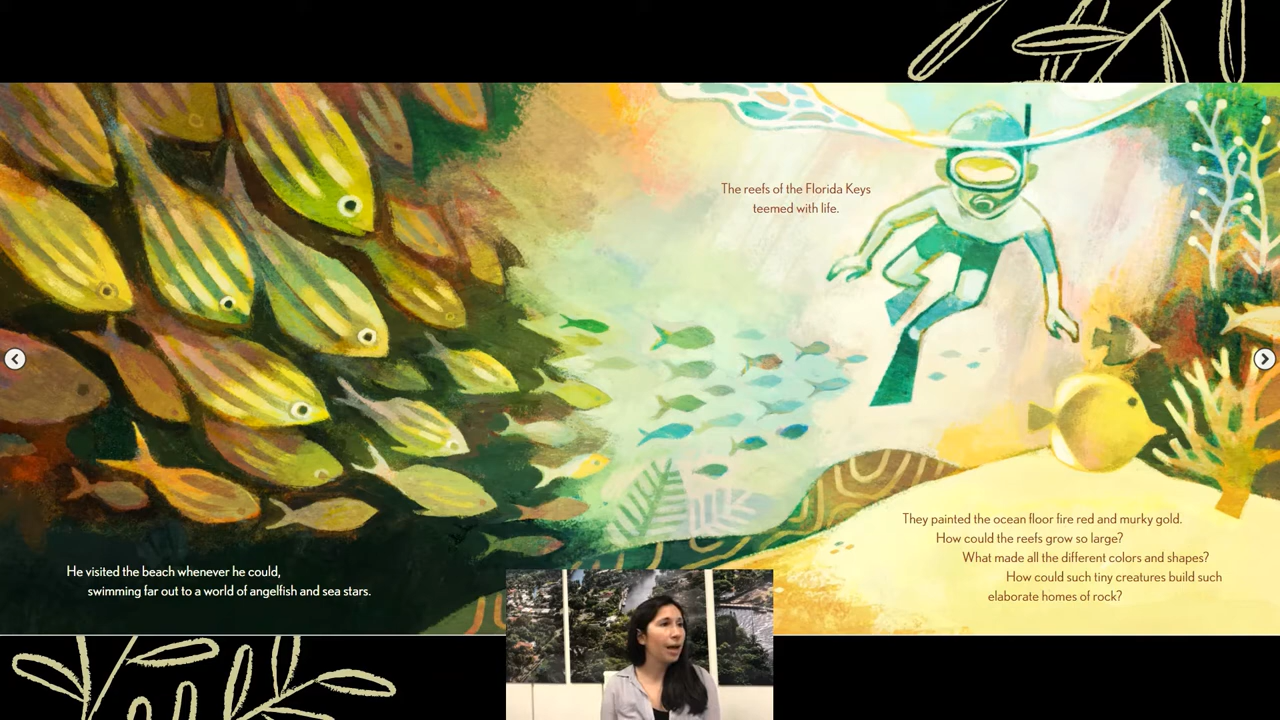 He visited the beach whenever he could,
swimming far out to a world of angelfish and sea stars.
The reefs of the Florida Keys
teemed with life.
They painted the ocean floor fire red and murky gold.
How could the reefs grow so large?
What made all the different colors and shapes?
How could such tiny creatures build such
elaborate homes of rock?